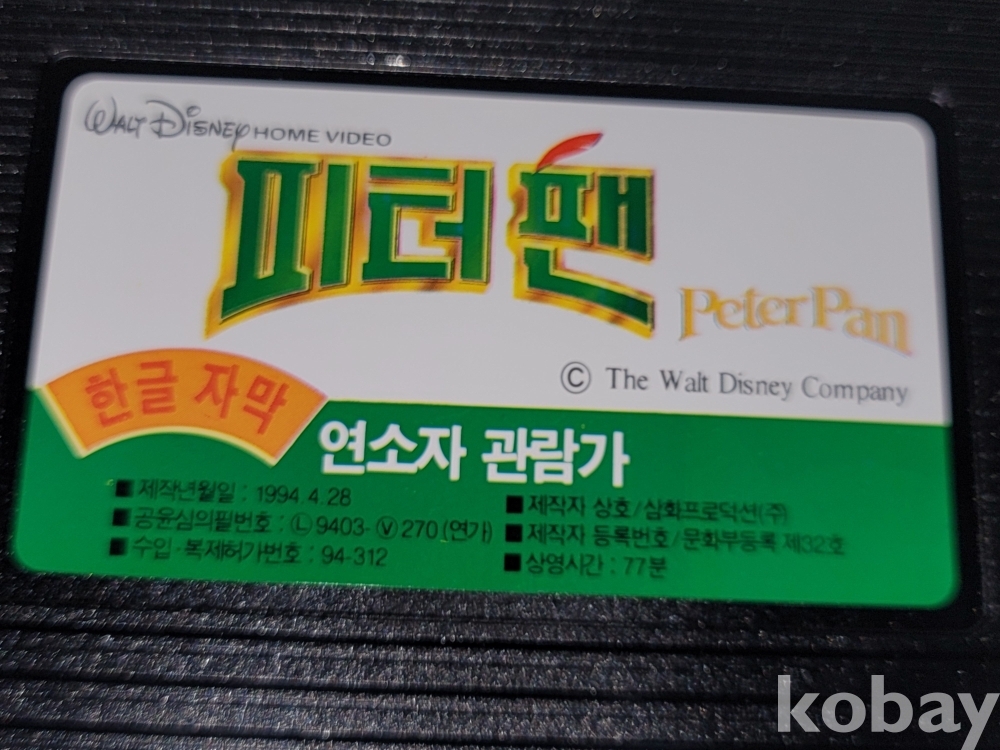 WALT DISNEY HOME VIDEO
피터팬
Peter Pan
© The Walt Disney Company
한글 자막
연소자 관람가
■ 제작년월일 : 1994. 4. 28
■ 공윤심의필번호 : Ⓛ9403-Ⓥ270 (연가)
■ 수입·복제허가번호 : 94-312
■ 제작자 상호/삼화프로덕션(주)
■ 제작자 등록번호/문화부등록 제32호
■ 상영시간 : 77분
kobay